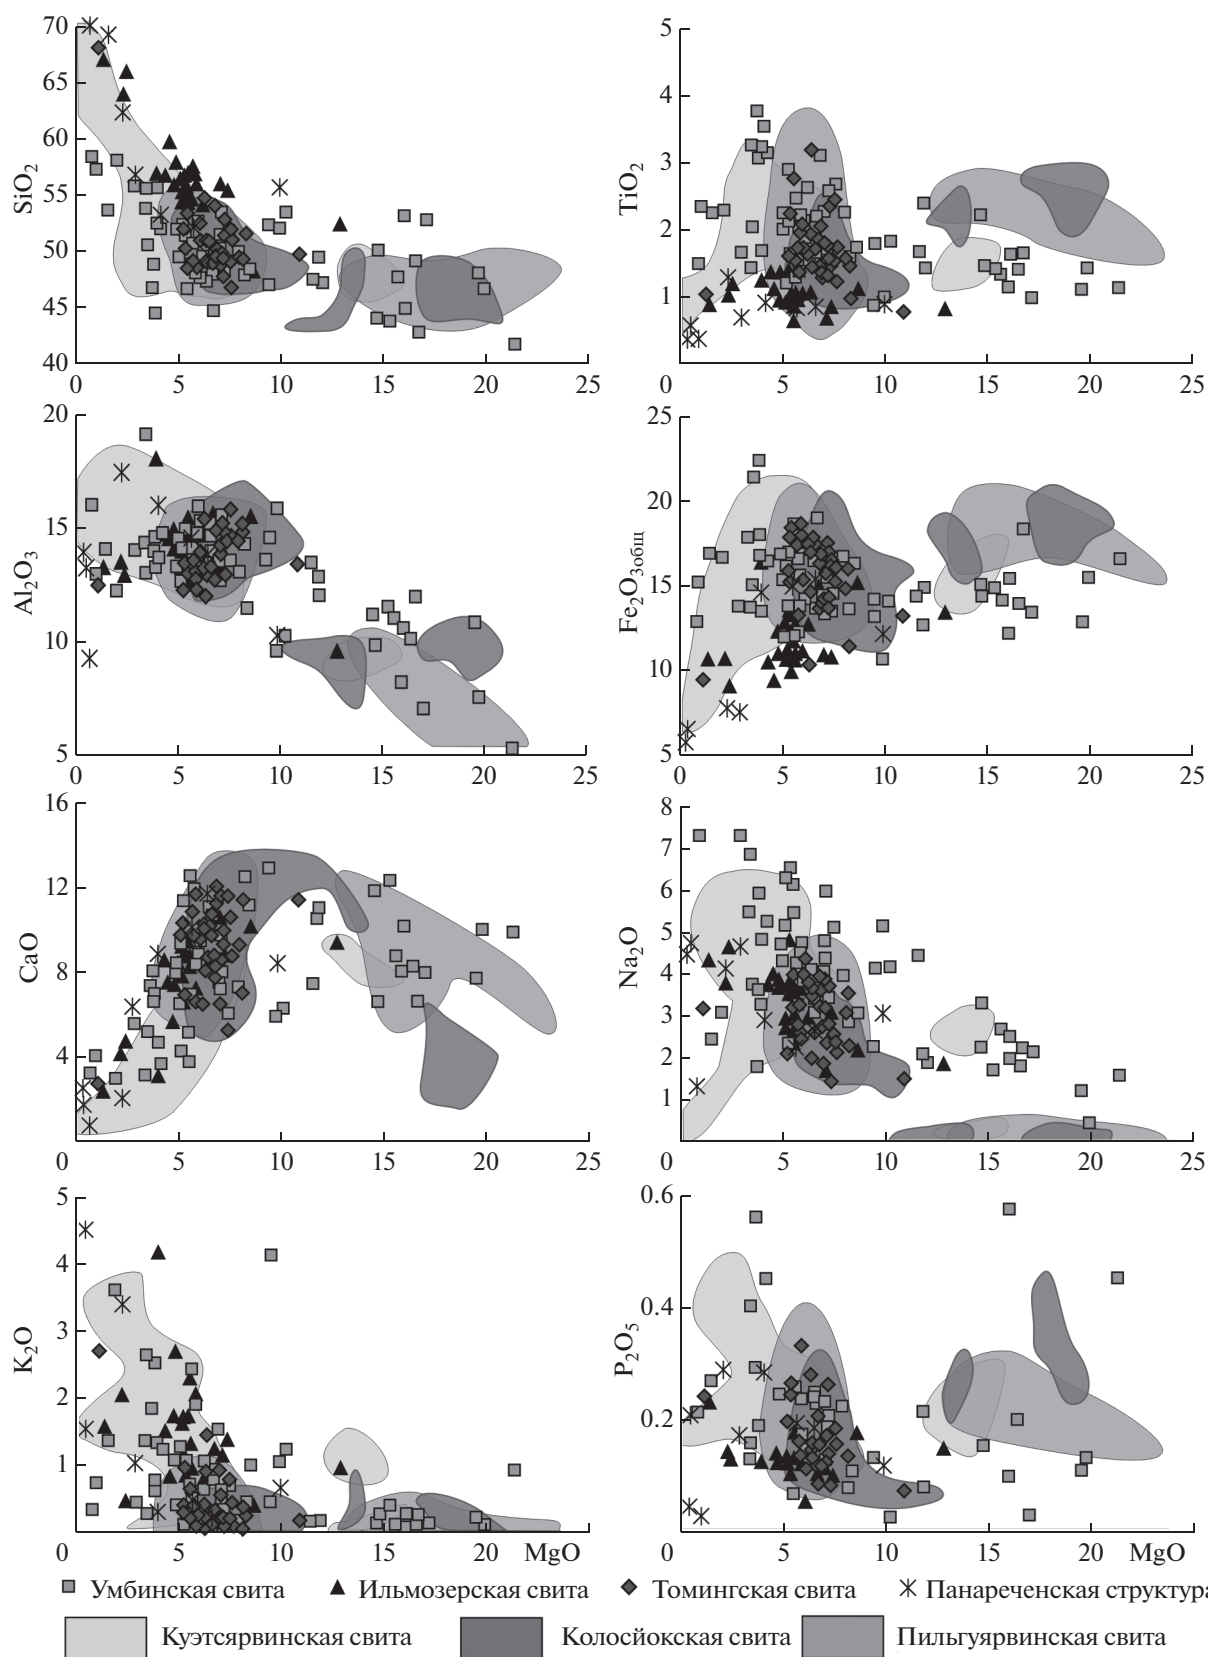 70
65
60
55
50
45
40
SiO2
0 5 10 15 20 25
5
4
3
2
1
TiO2
0 5 10 15 20 25
20
15
10
5
Al2O3
0 5 10 15 20 25
25
20
15
10
5
Fe2O3общ
0 5 10 15 20 25
16
12
8
4
CaO
0 5 10 15 20 25
8
7
6
5
4
3
2
1
Na2O
0 5 10 15 20 25
5
4
3
2
1
K2O
0 5 10 15 20 MgO
0.6
0.4
0.2
P2O5
0 5 10 15 20 MgO
Умбинская свита Ильмозерская свита Томингская свита Панареченская структура
Куэтсярвинская свита Колосйокская свита Пильгуярвинская свита